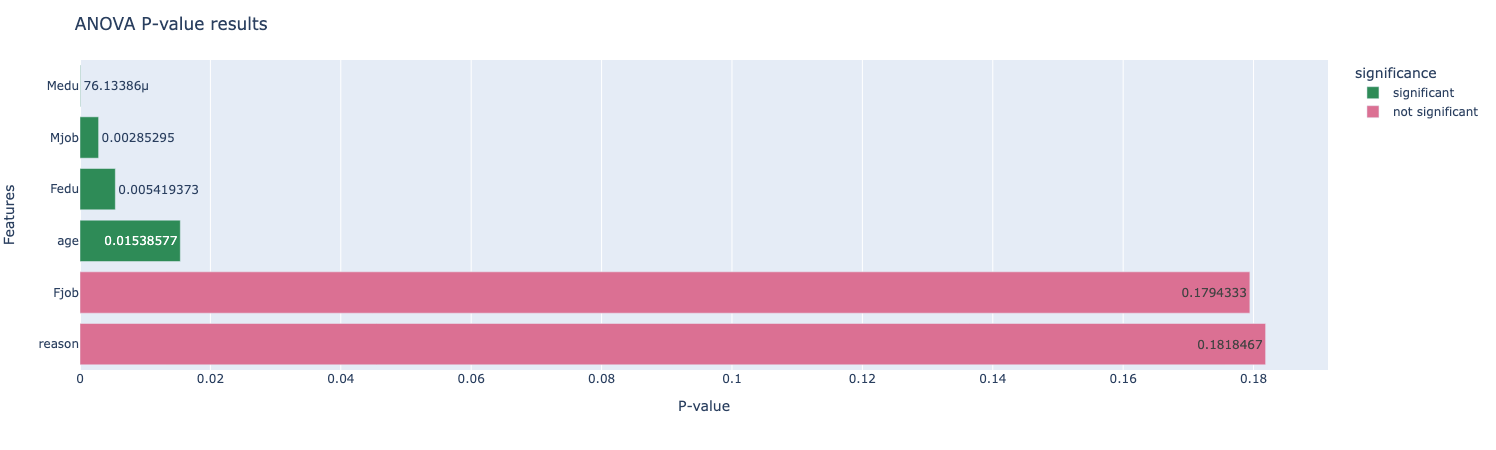 ANOVA P-value results
significance
significant
not significant
Features
Medu 76.13386μ
Mjob 0.00285295
Fedu 0.005419373
age 0.01538577
Fjob 0.1794333
reason 0.1818467
0 0.02 0.04 0.06 0.08 0.1 0.12 0.14 0.16 0.18
P-value